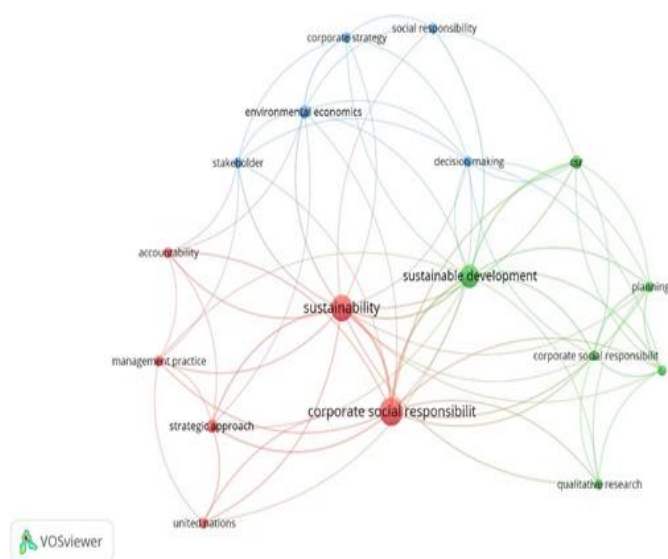 social responsibility
corporate strategy
environmental economics
stakeholder
decision making
csr
accountability
sustainable development
planning
sustainability
management practice
corporate social responsibilit
corporate social responsibilit
strategic approach
qualitative research
united nations
VOSviewer